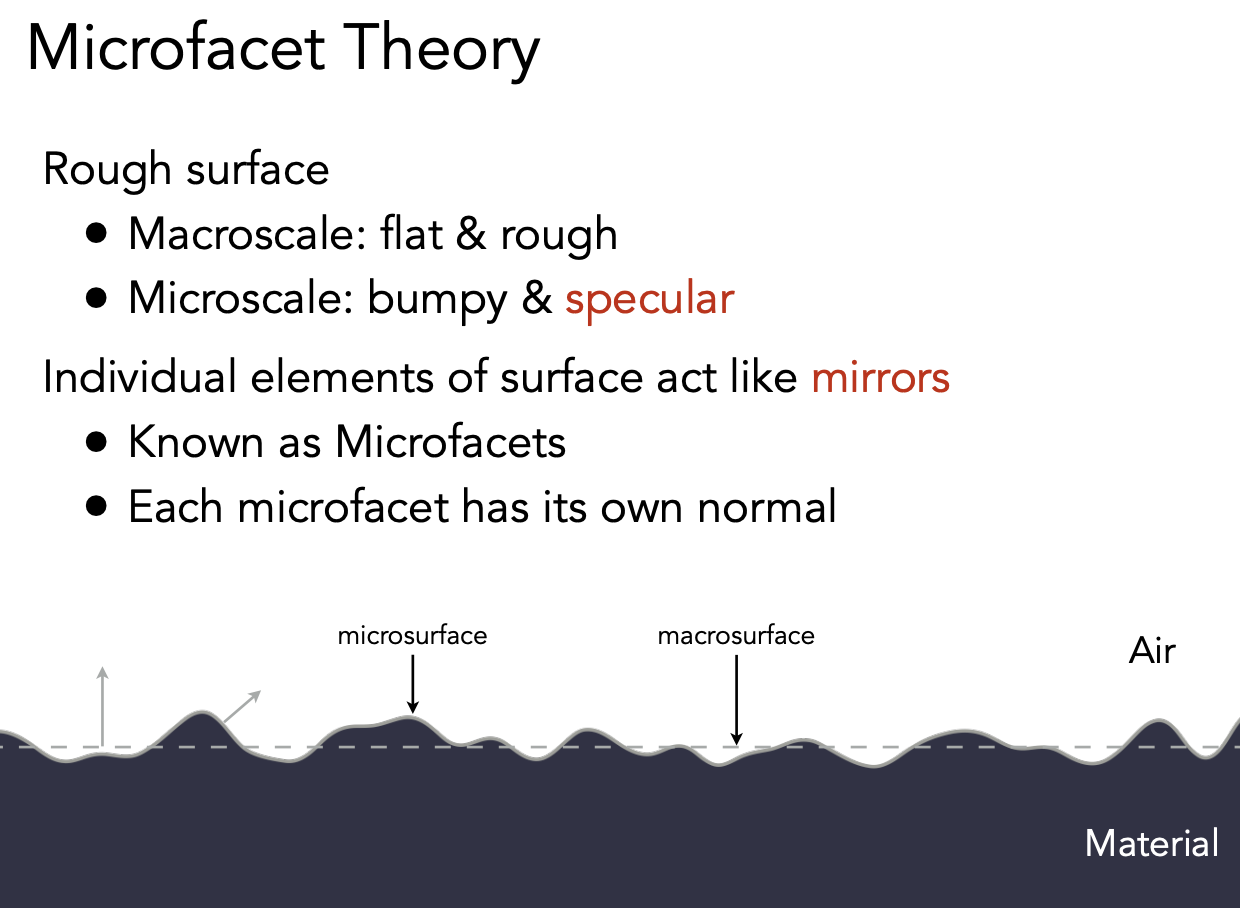 Microfacet Theory
Rough surface
• Macroscale: flat & rough
• Microscale: bumpy & specular
Individual elements of surface act like mirrors
• Known as Microfacets
• Each microfacet has its own normal
microsurface
macrosurface
Air
Material